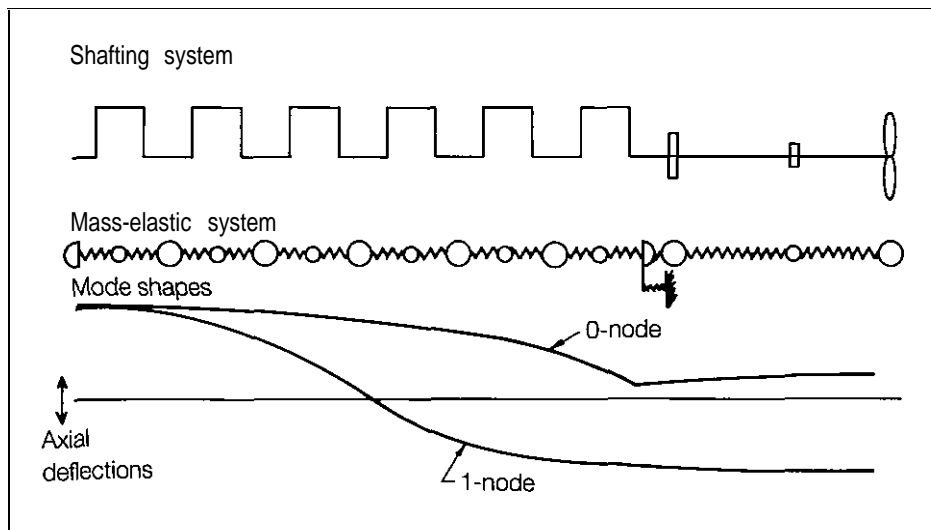 Shafting system
Mass-elastic system
Mode shapes
0-node
Axial
deflections
1-node